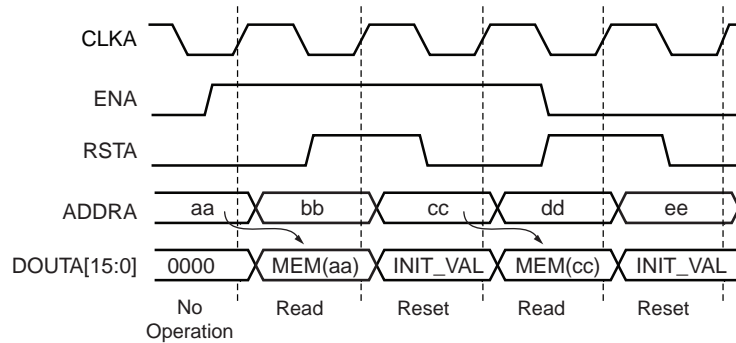 CLKA
ENA
RSTA
ADDRA aa bb cc dd ee
DOUTA[15:0] 0000 MEM(aa) INIT_VAL MEM(cc) INIT_VAL
No Operation Read Reset Read Reset